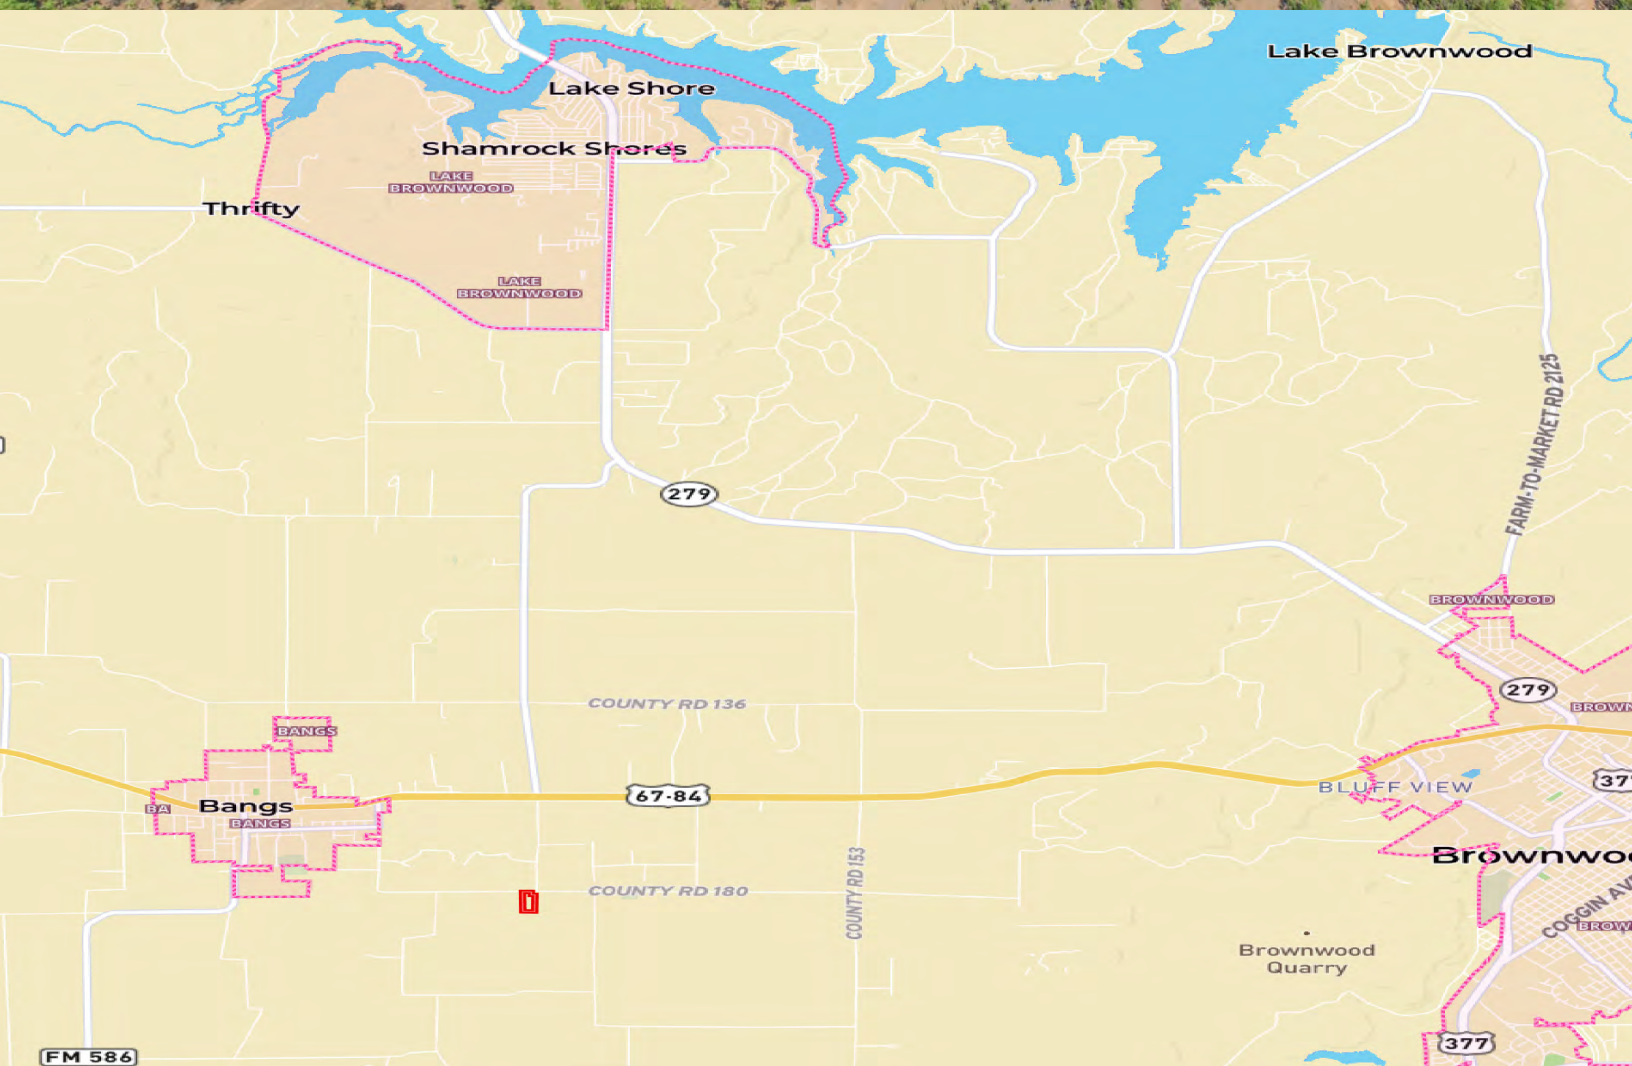 Lake Brownwood
Lake Shore
Shamrock Shores
LAKE
BROWNWOOD
Thrifty
LAKE
BROWNWOOD
FARM-TO-MARKET RD 2125
279
BROWNWOOD
279
COUNTY RD 136
BROWN
BANGS
67-84
BLUFF VIEW
37
BA
Bangs
BANGS
Brownwoo
COUNTY RD 180
COUNTY RD 153
COGGIN AV
BROW
Brownwood
Quarry
377
FM 586